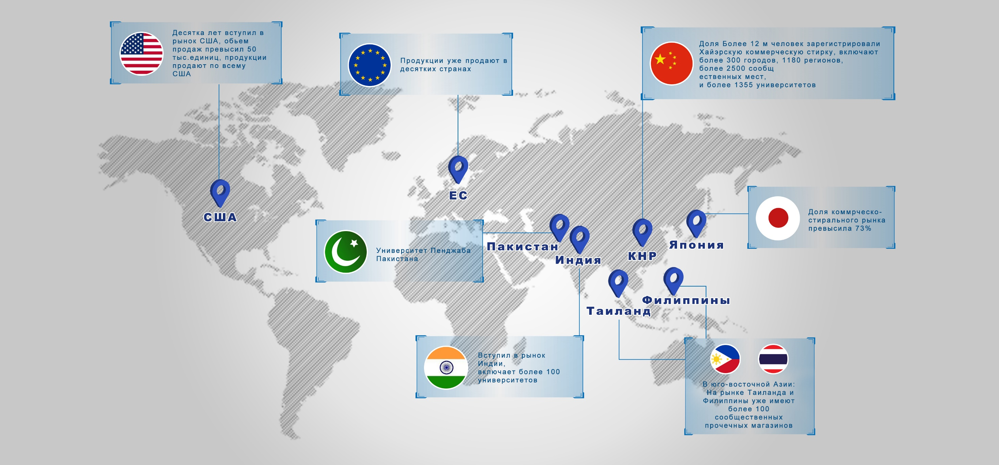 Десятка лет вступил в
рынок США, обьем
продаж превысил 50
тыс.единиц, продукции
продают по всему
США
Продукции уже продают в
десятких странах
Доля Более 12 м человек зарегистрировали
Хайэрскую коммерческую стирку, включают
более 300 городов, 1180 регионов,
более 2500 сообщ
ественных мест,
и более 1355 университетов
США
ЕС
Доля коммрческо-
стирального рынка
превысила 73%
Университет Пенджаба
Пакистана
Пакистан
Индия
КНР
Япония
Филиппины
Таиланд
Вступил в рынок
Индии,
включает более 100
университетов
В юго-восточной Азии:
На рынке Таиланда и
Филиппины уже имеют
более 100
сообщественных
прочечных магазинов